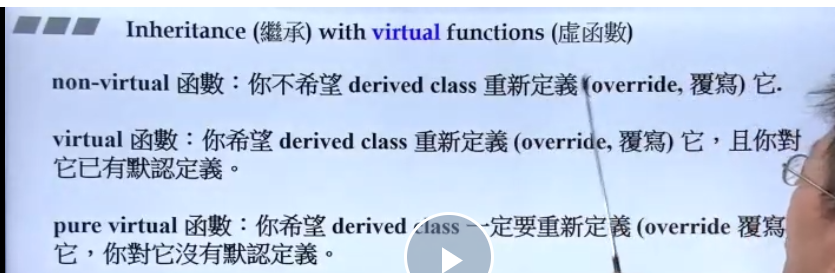 Inheritance (繼承) with virtual functions (虛函數)
non-virtual 函數：你不希望 derived class 重新定義 (override, 覆寫) 它.
virtual 函數：你希望 derived class 重新定義 (override, 覆寫) 它，且你對
它已有默認定義。
pure virtual 函數：你希望 derived class 一定要重新定義 (override 覆寫
它，你對它沒有默認定義。